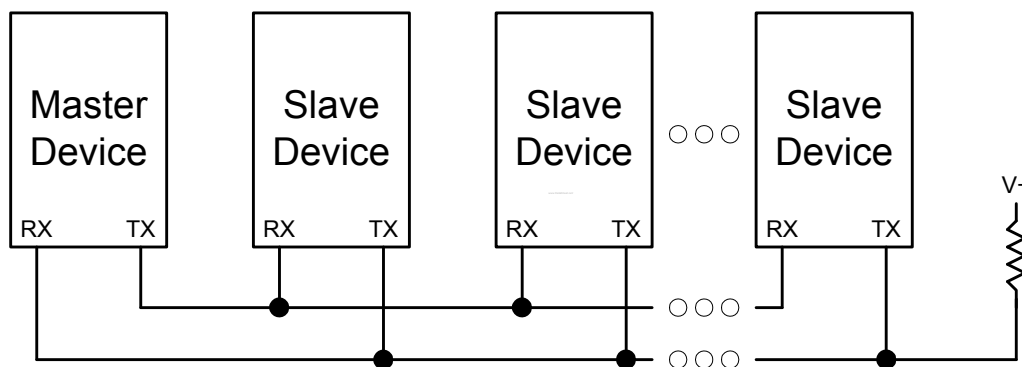 Master
Device
Slave
Device
Slave
Device
Slave
Device
RX TX RX TX RX TX RX TX
V+